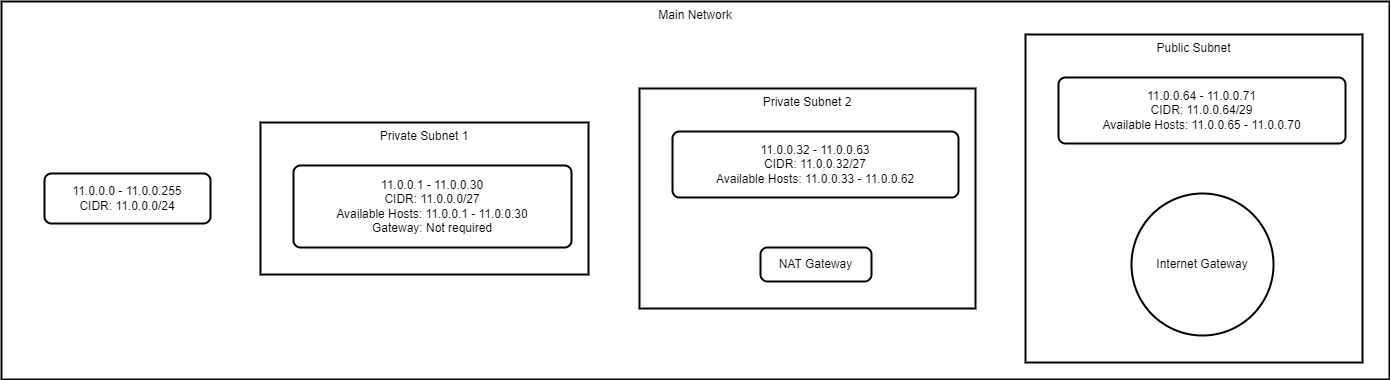 Main Network
11.0.0.0 - 11.0.0.255
CIDR: 11.0.0.0/24
Private Subnet 1
11.0.0.1 - 11.0.0.30
CIDR: 11.0.0.0/27
Available Hosts: 11.0.0.1 - 11.0.0.30
Gateway: Not required
Private Subnet 2
11.0.0.32 - 11.0.0.63
CIDR: 11.0.0.32/27
Available Hosts: 11.0.0.33 - 11.0.0.62
NAT Gateway
Public Subnet
11.0.0.64 - 11.0.0.71
CIDR: 11.0.0.64/29
Available Hosts: 11.0.0.65 - 11.0.0.70
Internet Gateway